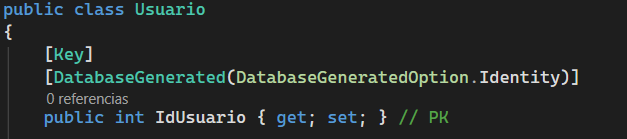 public class Usuario
{
[Key]
[DatabaseGenerated(DatabaseGeneratedOption.Identity)]
0 referencias
public int IdUsuario { get; set; } // PK